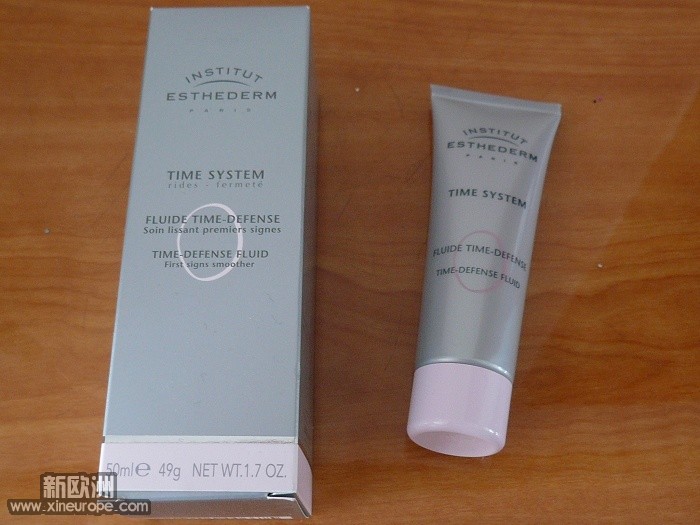 INSTITUT
ESTHEDERM
PARIS
TIME SYSTEM
rides - fermeté
FLUIDE TIME-DEFENSE
Soin lissant premiers signes
TIME-DEFENSE FLUID
First signs smoother
50ml e 49g NET WT.1.7 OZ.
INSTITUT
ESTHEDERM
PARIS
TIME SYSTEM
FLUIDE TIME-DEFENSE
TIME-DEFENSE FLUID
新欧洲
www.xineurope.com